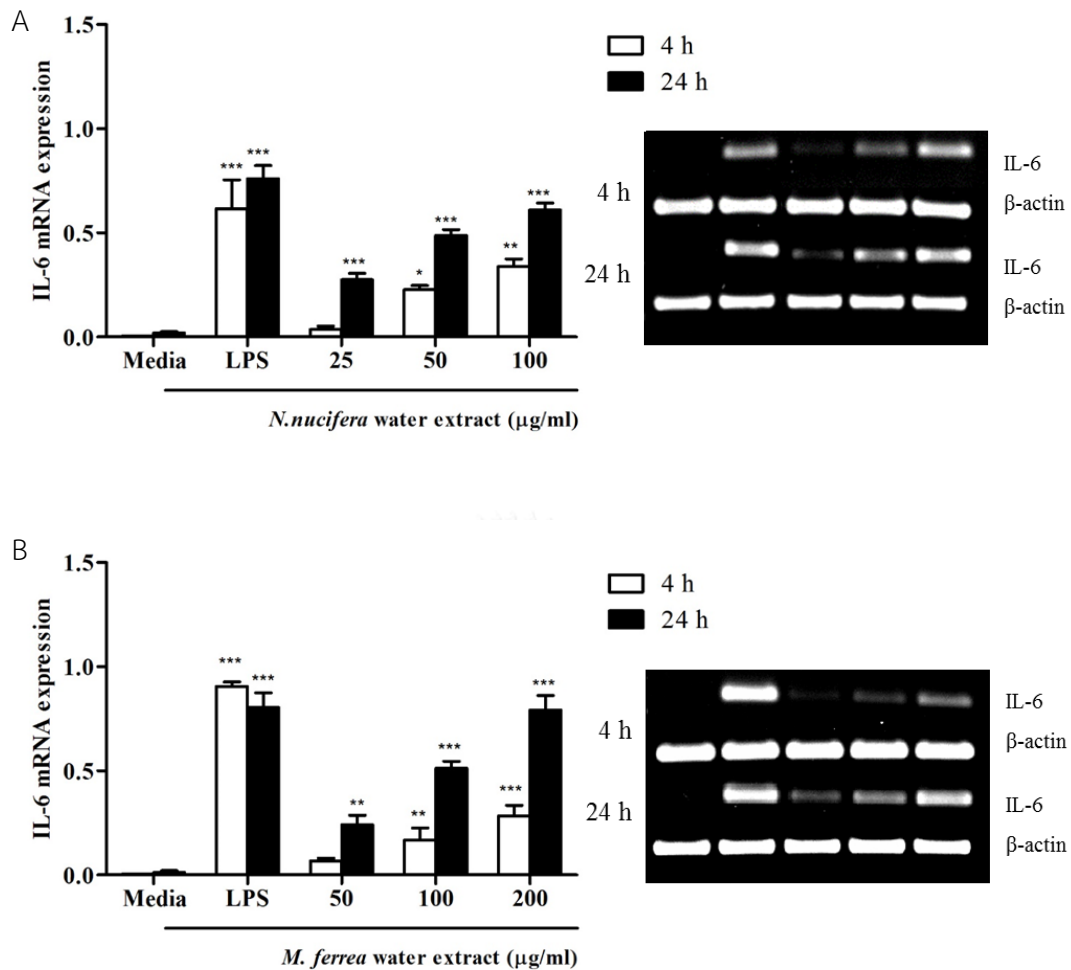 A
1.5
1.0
0.5
0.0
IL-6 mRNA expression
4 h
24 h
*** ***
***
* ***
** ***
Media LPS 25 50 100
N.nucifera water extract (μg/ml)
4 h
24 h
IL-6
β-actin
IL-6
β-actin
B
1.5
1.0
0.5
0.0
IL-6 mRNA expression
4 h
24 h
*** ***
**
** ***
*** ***
Media LPS 50 100 200
M. ferrea water extract (μg/ml)
4 h
24 h
IL-6
β-actin
IL-6
β-actin